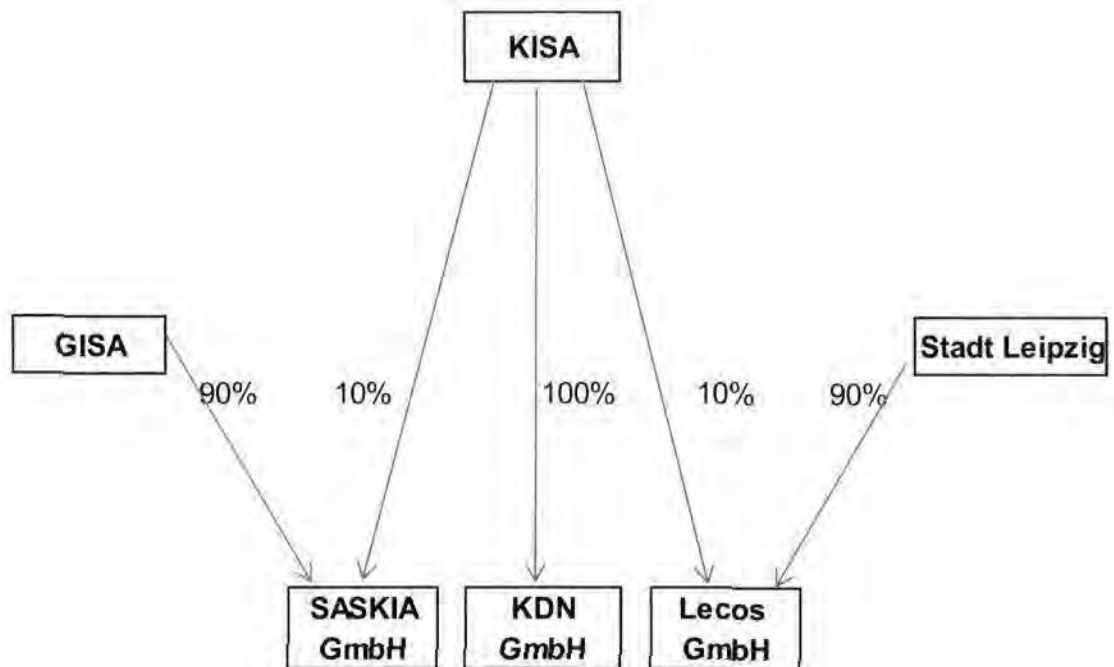 KISA
GISA
Stadt Leipzig
90%
10%
100%
10%
90%
SASKIA
GmbH
KDN
GmbH
Lecos
GmbH